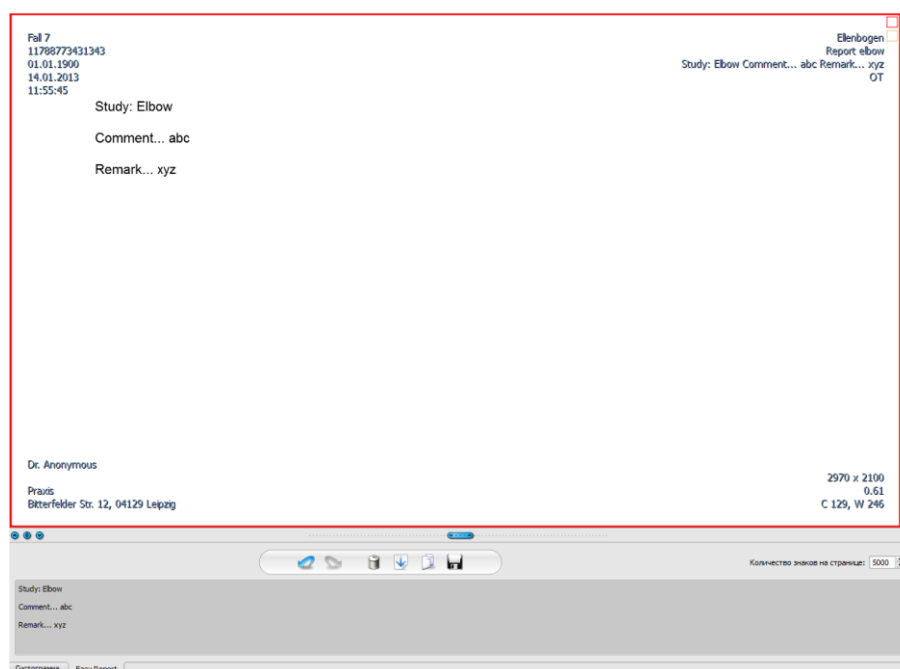 Fall 7
11788773431343
01.01.1900
14.01.2013
11:55:45
Ellenbogen
Report elbow
Study: Elbow Comment... abc Remark... xyz
OT
Study: Elbow
Comment... abc
Remark... xyz
Dr. Anonymous
Praxis
Bitterfelder Str. 12, 04129 Leipzig
2970 x 2100
0.61
C 129, W 246
Количество знаков на странице: 5000
Study: Elbow
Comment... abc
Remark... xyz
Гистограмма Easy Report